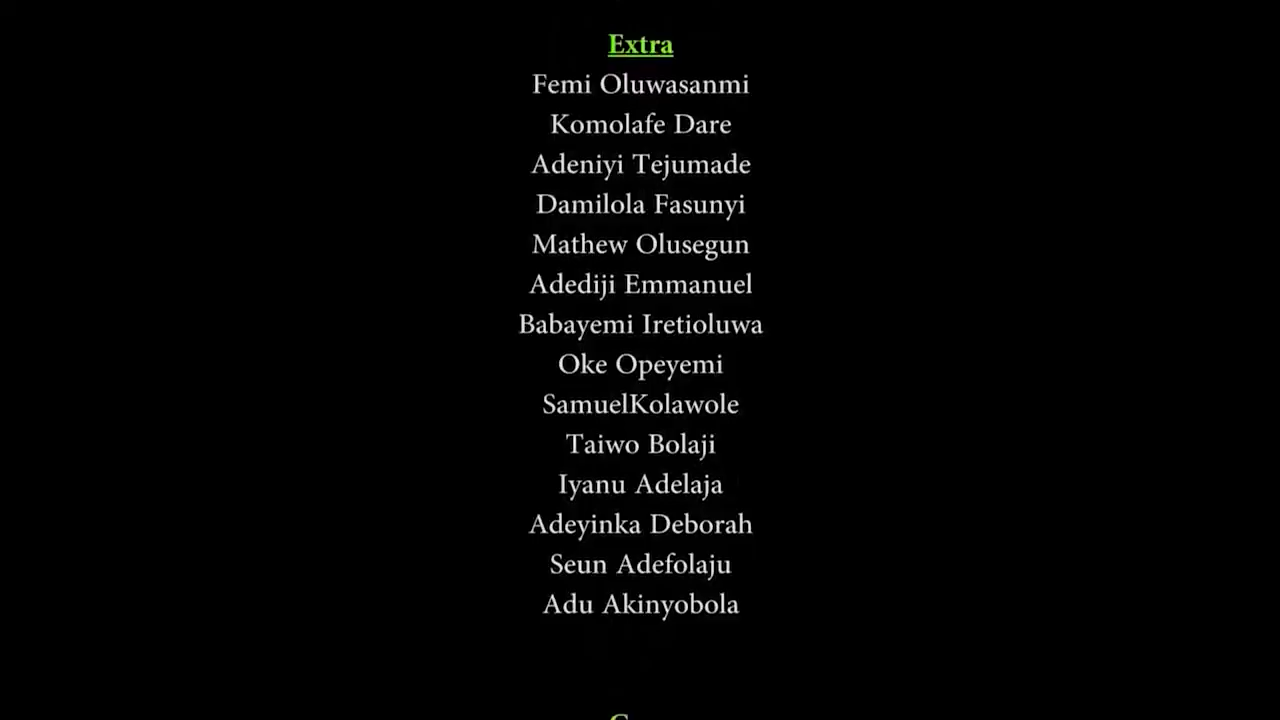 Extra
Femi Oluwasanmi
Komolafe Dare
Adeniyi Tejumade
Damilola Fasunyi
Mathew Olusegun
Adediji Emmanuel
Babayemi Iretioluwa
Oke Opeyemi
SamuelKolawole
Taiwo Bolaji
Iyanu Adelaja
Adeyinka Deborah
Seun Adefolaju
Adu Akinyobola